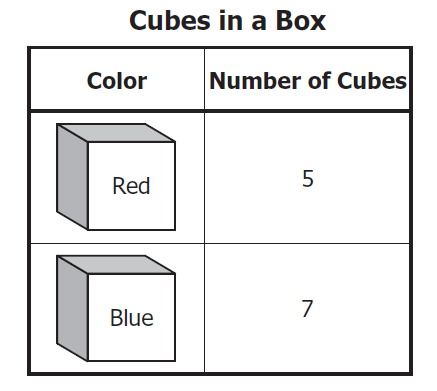 Cubes in a Box
Color Number of Cubes
Red 5
Blue 7